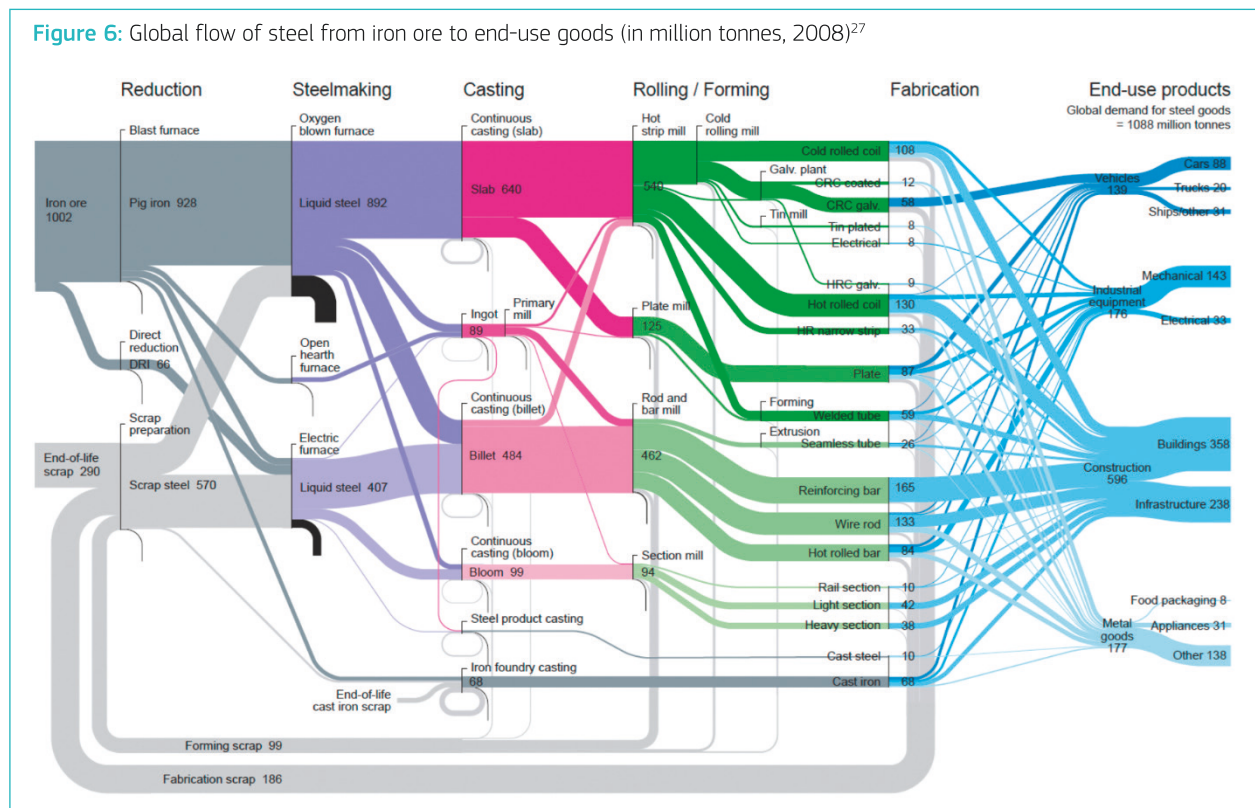 Figure 6: Global flow of steel from iron ore to end-use goods (in million tonnes, 2008)27
Reduction
Steelmaking
Casting
Rolling / Forming
Fabrication
End-use products
Global demand for steel goods
= 1088 million tonnes
Blast furnace
Oxygen
blown furnace
Continuous
casting (slab)
Hot
strip mill
Cold
rolling mill
Iron ore
1002
Pig iron 928
Liquid steel 892
Slab 640
540
Galv. plant
Tin mill
Cold rolled coil 108
CRC coated 12
CRC galv. 58
Tin plated 8
Electrical 8
HRC galv. 9
Hot rolled coil 130
HR narrow strip 33
Vehicles
139
Cars 88
Trucks 20
Ships/other 31
Industrial
equipment
176
Mechanical 143
Electrical 33
Direct
reduction
DRI 66
Open
hearth
furnace
Ingot
89
Primary
mill
Plate mill
125
Plate 87
Scrap
preparation
End-of-life
scrap 290
Scrap steel 570
Electric
furnace
Liquid steel 407
Continuous
casting (billet)
Billet 484
Rod and
bar mill
462
Forming
Welded tube 59
Extrusion
Seamless tube 26
Reinforcing bar 165
Wire rod 133
Hot rolled bar 84
Construction
596
Buildings 358
Infrastructure 238
Continuous
casting (bloom)
Bloom 99
Section mill
94
Rail section 10
Light section 42
Heavy section 38
Steel product casting
Cast steel 10
Iron foundry casting
68
Cast iron 68
End-of-life
cast iron scrap
Metal
goods
177
Food packaging 8
Appliances 31
Other 138
Forming scrap 99
Fabrication scrap 186